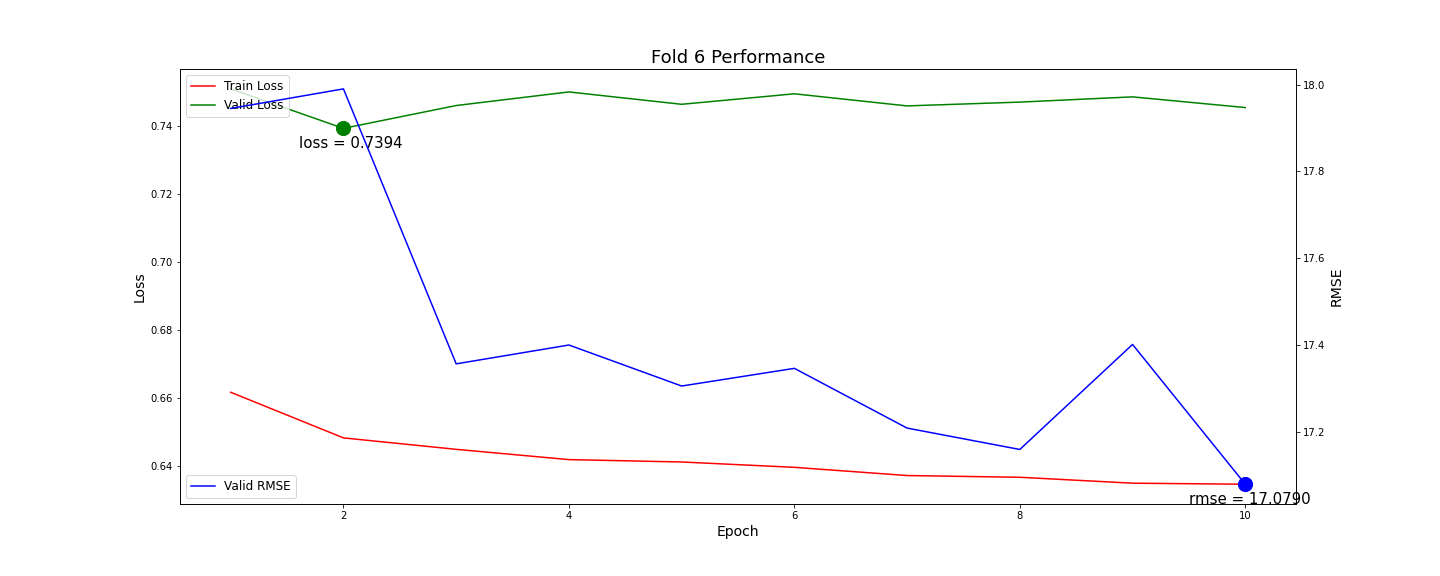 Fold 6 Performance
Train Loss
Valid Loss
Valid RMSE
loss = 0.7394
rmse = 17.0790
Loss
0.74
0.72
0.70
0.68
0.66
0.64
RMSE
18.0
17.8
17.6
17.4
17.2
2
4
6
8
10
Epoch